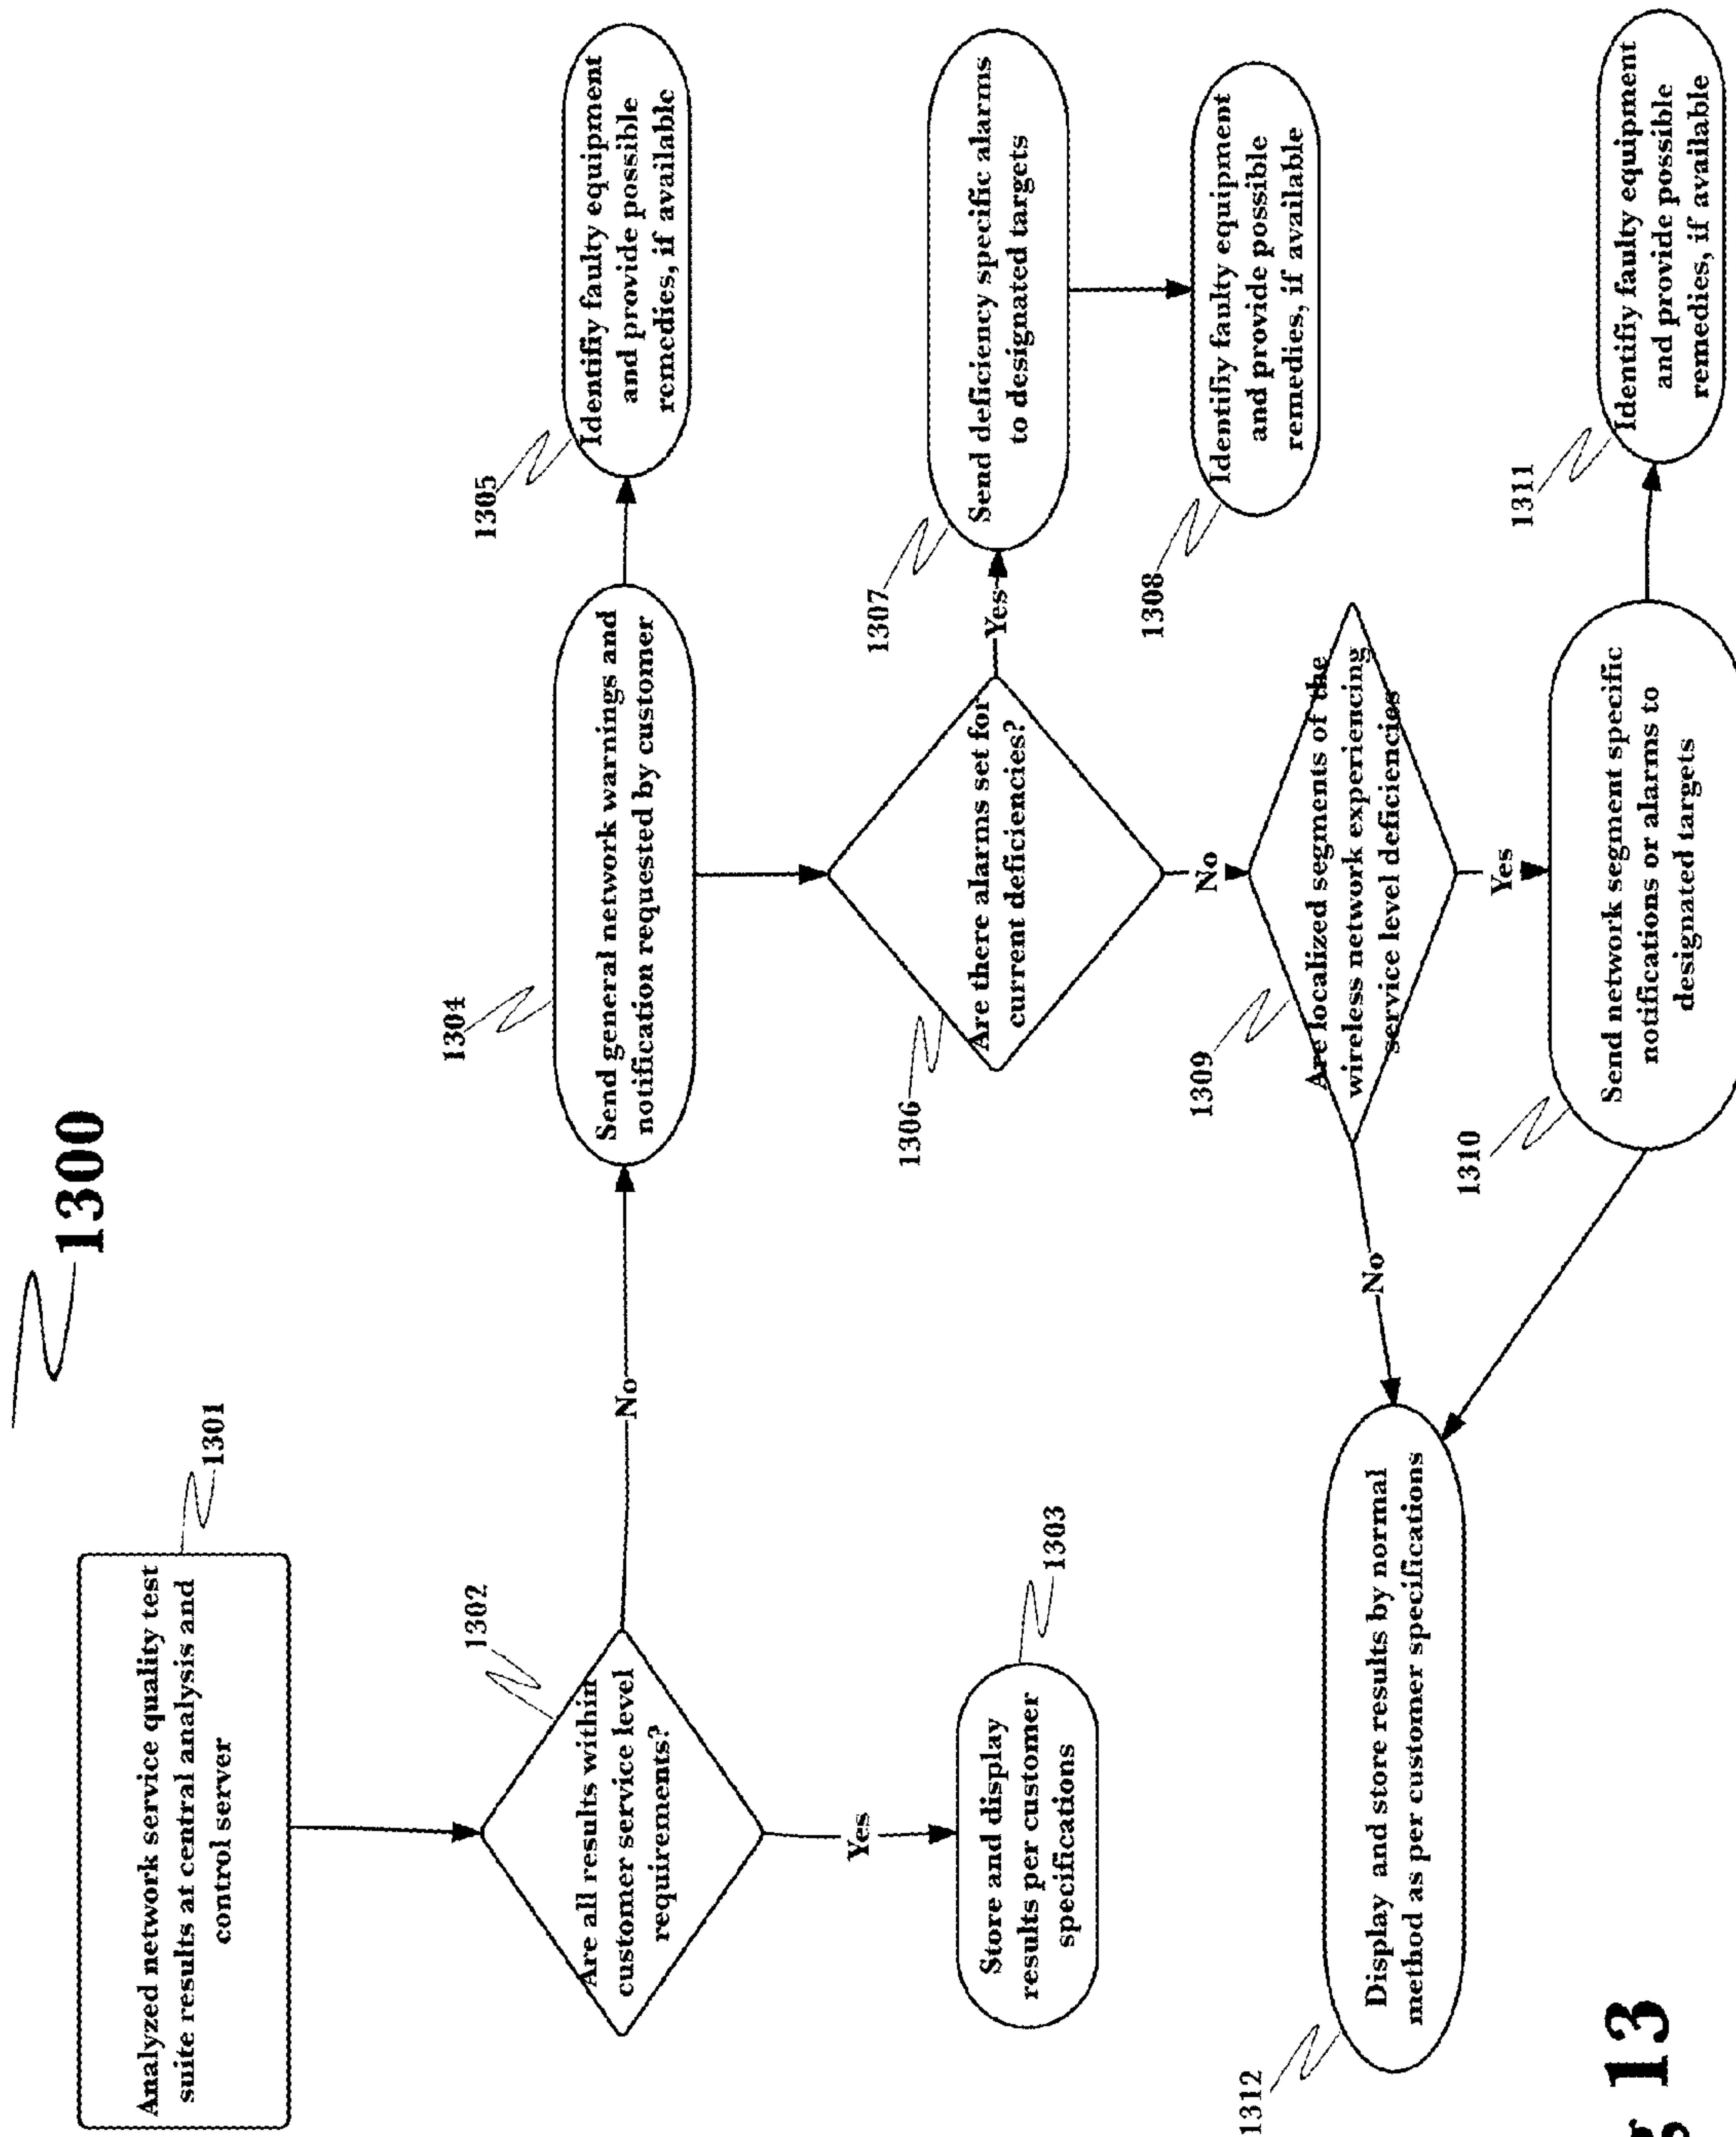 1300
Analyzed network service quality test
suite results at central analysis and
control server
1301
Are all results within
customer service level
requirements?
1302
No
Yes
Store and display
results per customer
specifications
1303
1304
Send general network warnings and
notification requested by customer
1305
Identifiy faulty equipment
and provide possible
remedies, if available
1306
Are there alarms set for
current deficiencies?
Yes
No
1307
Send deficiency specific alarms
to designated targets
1308
Identifiy faulty equipment
and provide possible
remedies, if available
1309
Are localized segments of the
wireless network experiencing
service level deficiencies
No
Yes
1310
Send network segment specific
notifications or alarms to
designated targets
1311
Identifiy faulty equipment
and provide possible
remedies, if available
1312
Display and store results by normal
method as per customer specifications
13